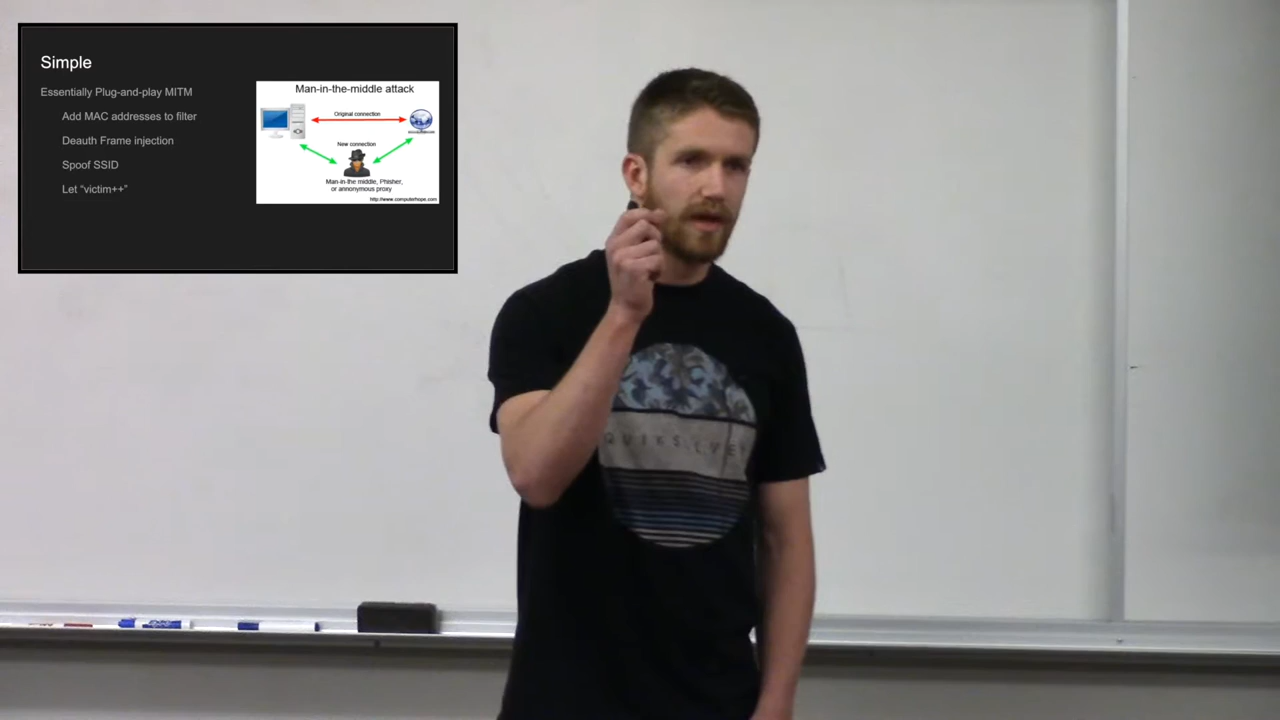 Simple
Essentially Plug-and-play MITM
Add MAC addresses to filter
Deauth Frame injection
Spoof SSID
Let “victim++”
Man-in-the-middle attack
Original connection
New connection
Man-in the middle, Phisher,
or annonymous proxy
http://www.computerhope.com